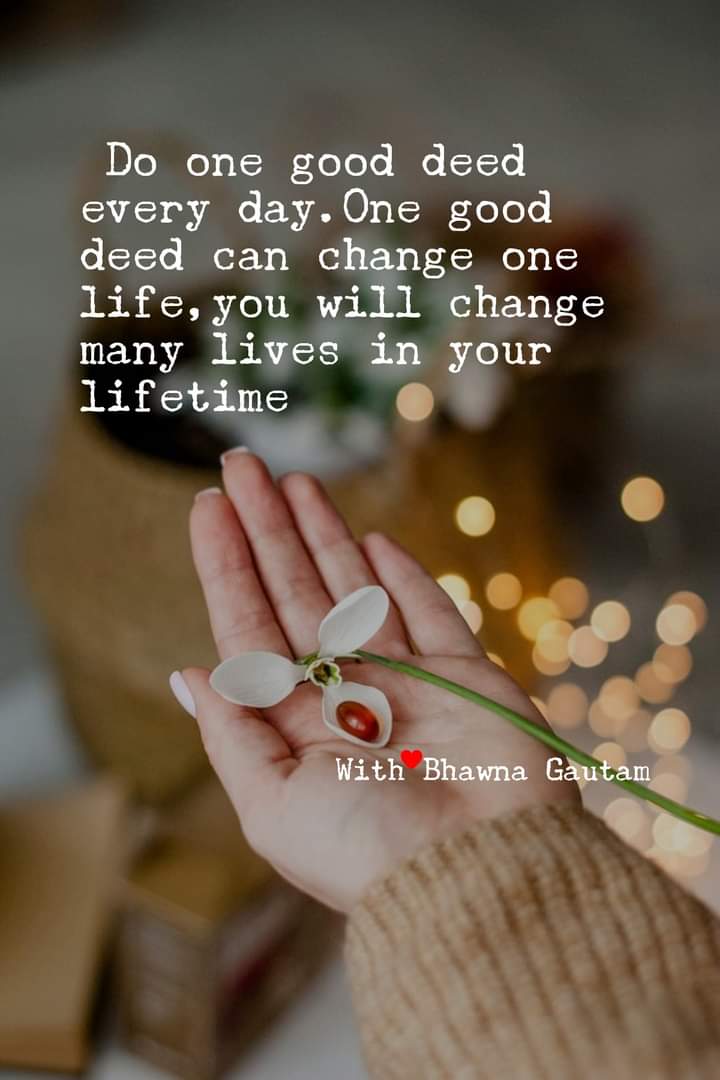 Do one good deed
every day.One good
deed can change one
life,you will change
many lives in your
lifetime
With❤Bhawna Gautam